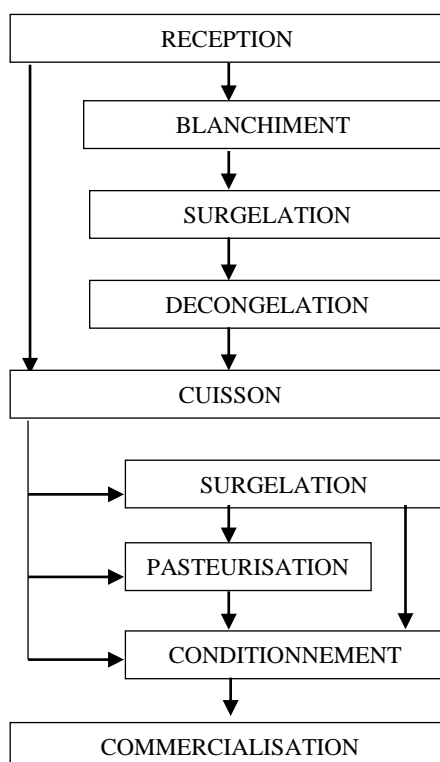 RECEPTION
BLANCHIMENT
SURGELATION
DECONGELATION
CUISSON
SURGELATION
PASTEURISATION
CONDITIONNEMENT
COMMERCIALISATION